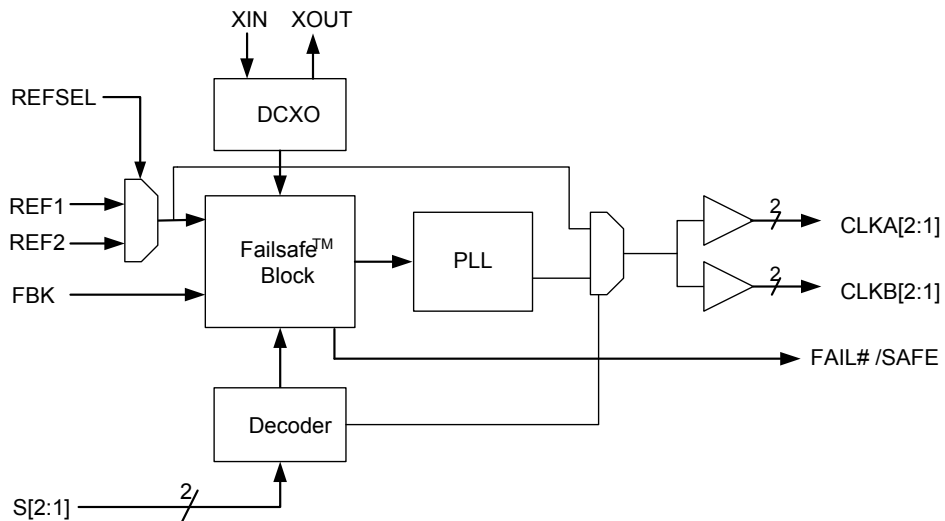 XIN
XOUT
REFSEL
DCXO
REF1
REF2
FBK
Failsafe™
Block
PLL
2
CLKA[2:1]
2
CLKB[2:1]
FAIL# /SAFE
Decoder
2
S[2:1]